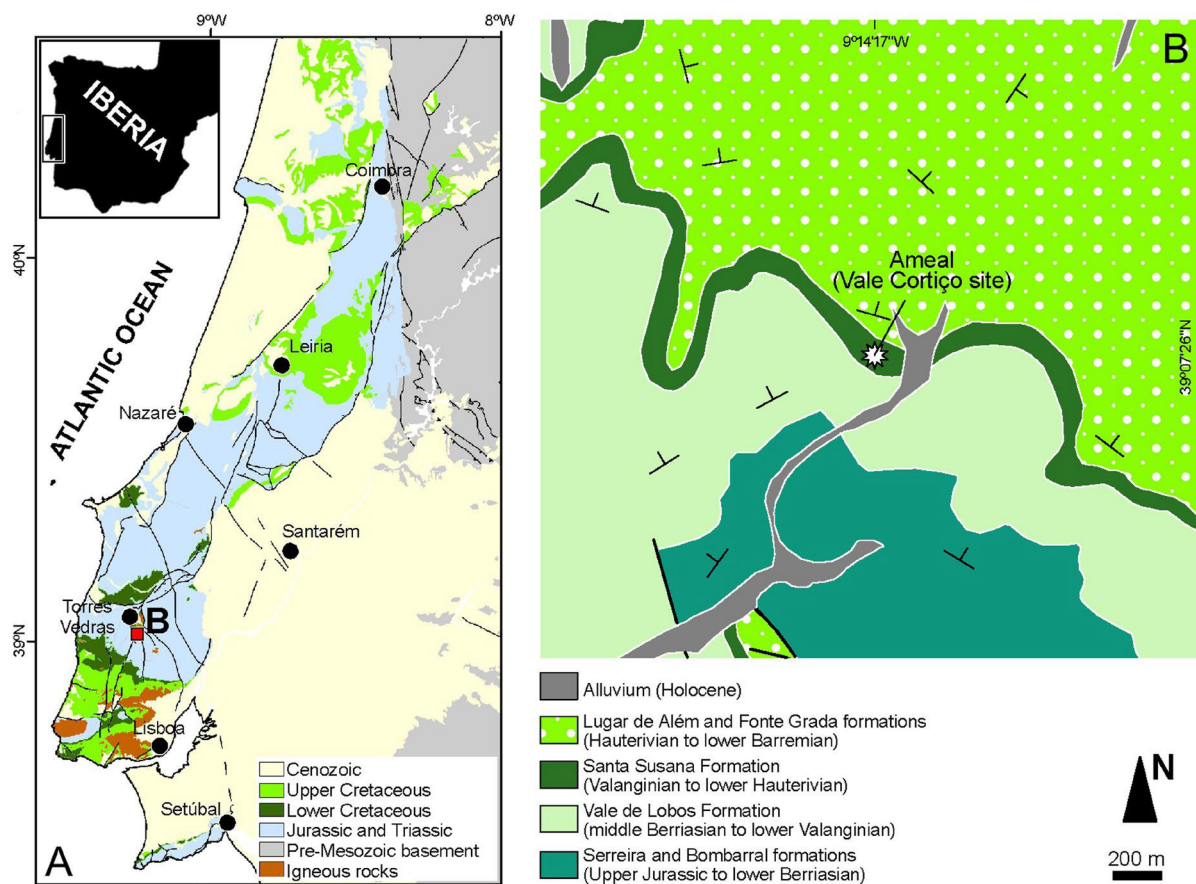 9ºW
8ºW
IBERIA
Coimbra
40ºN
ATLANTIC OCEAN
Leiria
Nazaré
Santarém
Torres
Vedras
B
39ºN
Lisboa
Setúbal
Cenozoic
Upper Cretaceous
Lower Cretaceous
Jurassic and Triassic
Pre-Mesozoic basement
Igneous rocks
A
9º14'17"W
B
Ameal
(Vale Cortiço site)
39º07'26"N
Alluvium (Holocene)
Lugar de Além and Fonte Grada formations
(Hauterivian to lower Barremian)
Santa Susana Formation
(Valanginian to lower Hauterivian)
Vale de Lobos Formation
(middle Berriasian to lower Valanginian)
Serreira and Bombarral formations
(Upper Jurassic to lower Berriasian)
N
200 m